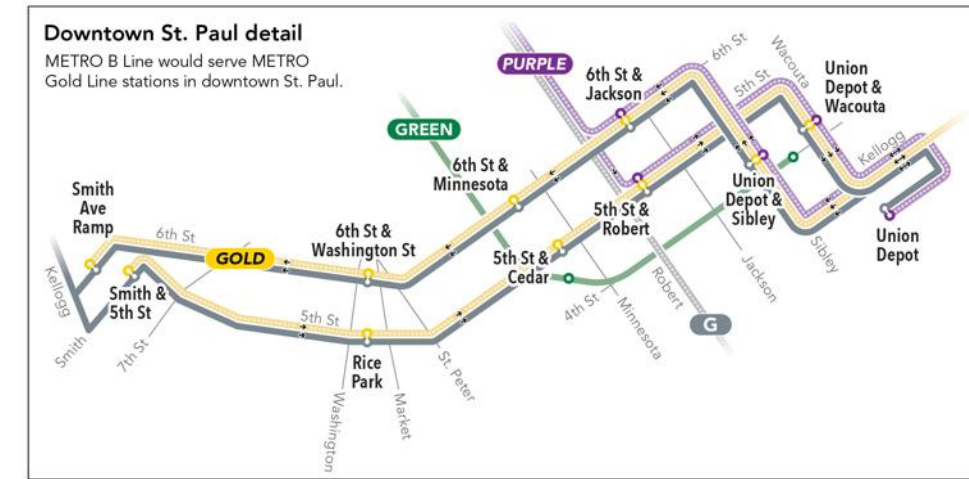 Downtown St. Paul detail
METRO B Line would serve METRO
Gold Line stations in downtown St. Paul.
PURPLE
6th St
Wacouta
6th St &
Jackson
5th St
Union
Depot &
Wacouta
GREEN
Kellogg
6th St &
Minnesota
Smith
Ave
Ramp
6th St
6th St &
Washington St
GOLD
5th St &
Robert
Union
Depot &
Sibley
Union
Depot
Sibley
5th St &
Cedar
Jackson
Kellogg
Smith &
5th St
Robert
4th St
Minnesota
G
5th St
Smith
7th St
Rice
Park
St. Peter
Market
Washington